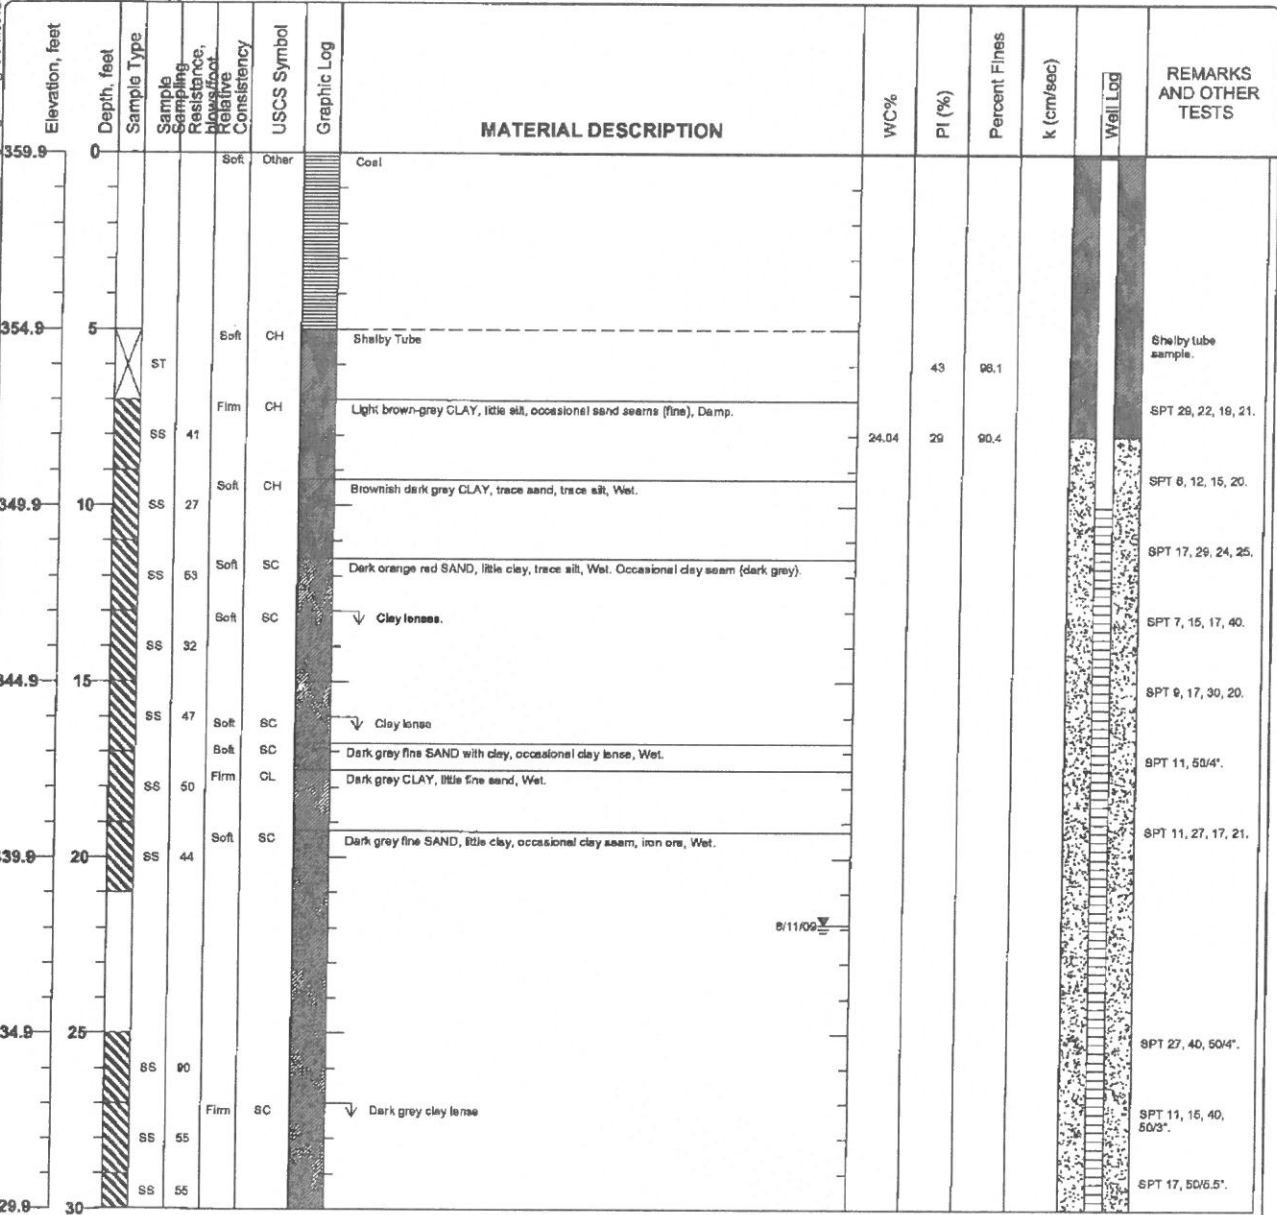 Elevation, feet
Depth, feet
Sample Type
Sample
Sampling
Resistance,
blows/foot
Relative
Consistency
USCS Symbol
Graphic Log
MATERIAL DESCRIPTION
WC%
PI (%)
Percent Fines
k (cm/sec)
Well Log
REMARKS
AND OTHER
TESTS
359.9 0 Soft Other Coal
354.9 5 Soft CH Shelby Tube
Shelby tube
sample.
ST 43 98.1
Firm CH Light brown-grey CLAY, little silt, occasional sand seams (fine), Damp. SPT 29, 22, 19, 21.
SS 41 24.04 29 90.4
Soft CH Brownish dark grey CLAY, trace sand, trace silt, Wet. SPT 6, 12, 15, 20.
349.9 10 SS 27
Soft SC Dark orange red SAND, little clay, trace silt, Wet. Occasional clay seam (dark grey). SPT 17, 29, 24, 25.
SS 53
Soft SC Clay lenses. SPT 7, 15, 17, 40.
SS 32
344.9 15 SPT 9, 17, 30, 20.
SS 47
Soft SC Clay lense
Soft SC Dark grey fine SAND with clay, occasional clay lense, Wet. SPT 11, 50/4".
Firm CL Dark grey CLAY, little fine sand, Wet.
SS 50
Soft SC Dark grey fine SAND, little clay, occasional clay seam, iron ore, Wet. SPT 11, 27, 17, 21.
39.9 20 SS 44
8/11/09
34.9 25 SPT 27, 40, 50/4".
SS 90
Firm SC Dark grey clay lense SPT 11, 15, 40,
50/3".
SS 55
SS 55 SPT 17, 50/5.5".
29.9 30